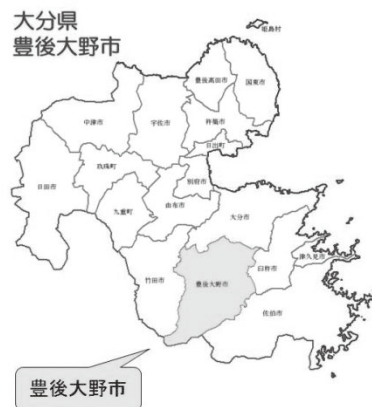 大分県
豊後大野市
姫島村
豊後高田市
国東市
中津市
宇佐市
杵築市
日出町
玖珠町
別府市
日田市
九重町
由布市
大分市
竹田市
豊後大野市
臼杵市
津久見市
佐伯市
豊後大野市